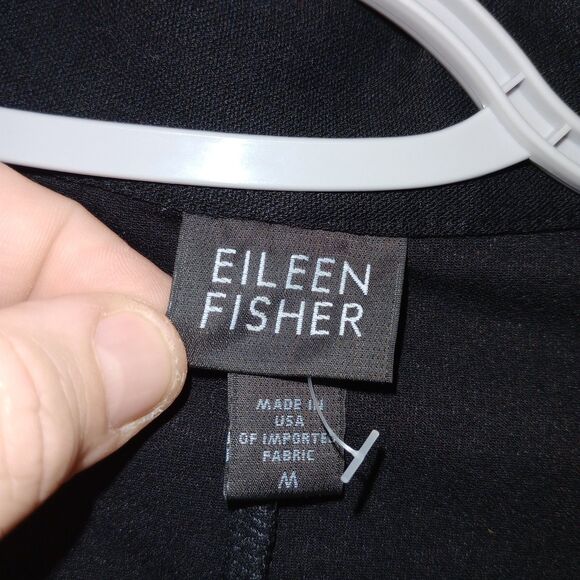 EILEEN
FISHER
MADE IN
USA
OF IMPORTED
FABRIC
M